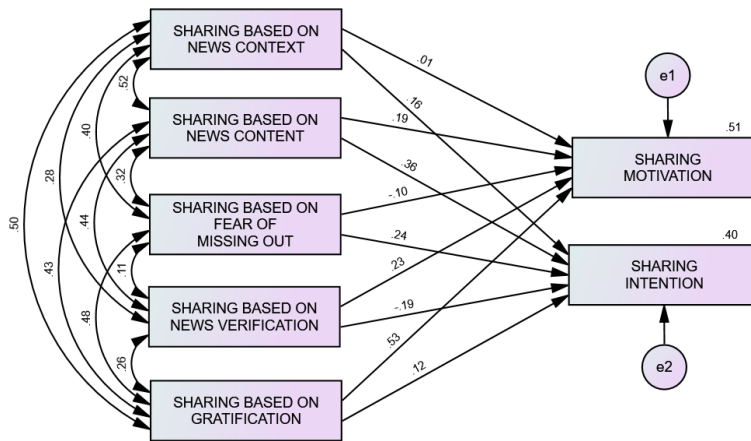 SHARING BASED ON
NEWS CONTEXT
SHARING BASED ON
NEWS CONTENT
SHARING BASED ON
FEAR OF
MISSING OUT
SHARING BASED ON
NEWS VERIFICATION
SHARING BASED ON
GRATIFICATION
.52
.40
.32
.28
.44
.50
.11
.43
.48
.26
.01
.16
.19
.36
-.10
.24
.23
-.19
.53
.12
e1
.51
SHARING
MOTIVATION
.40
SHARING
INTENTION
e2